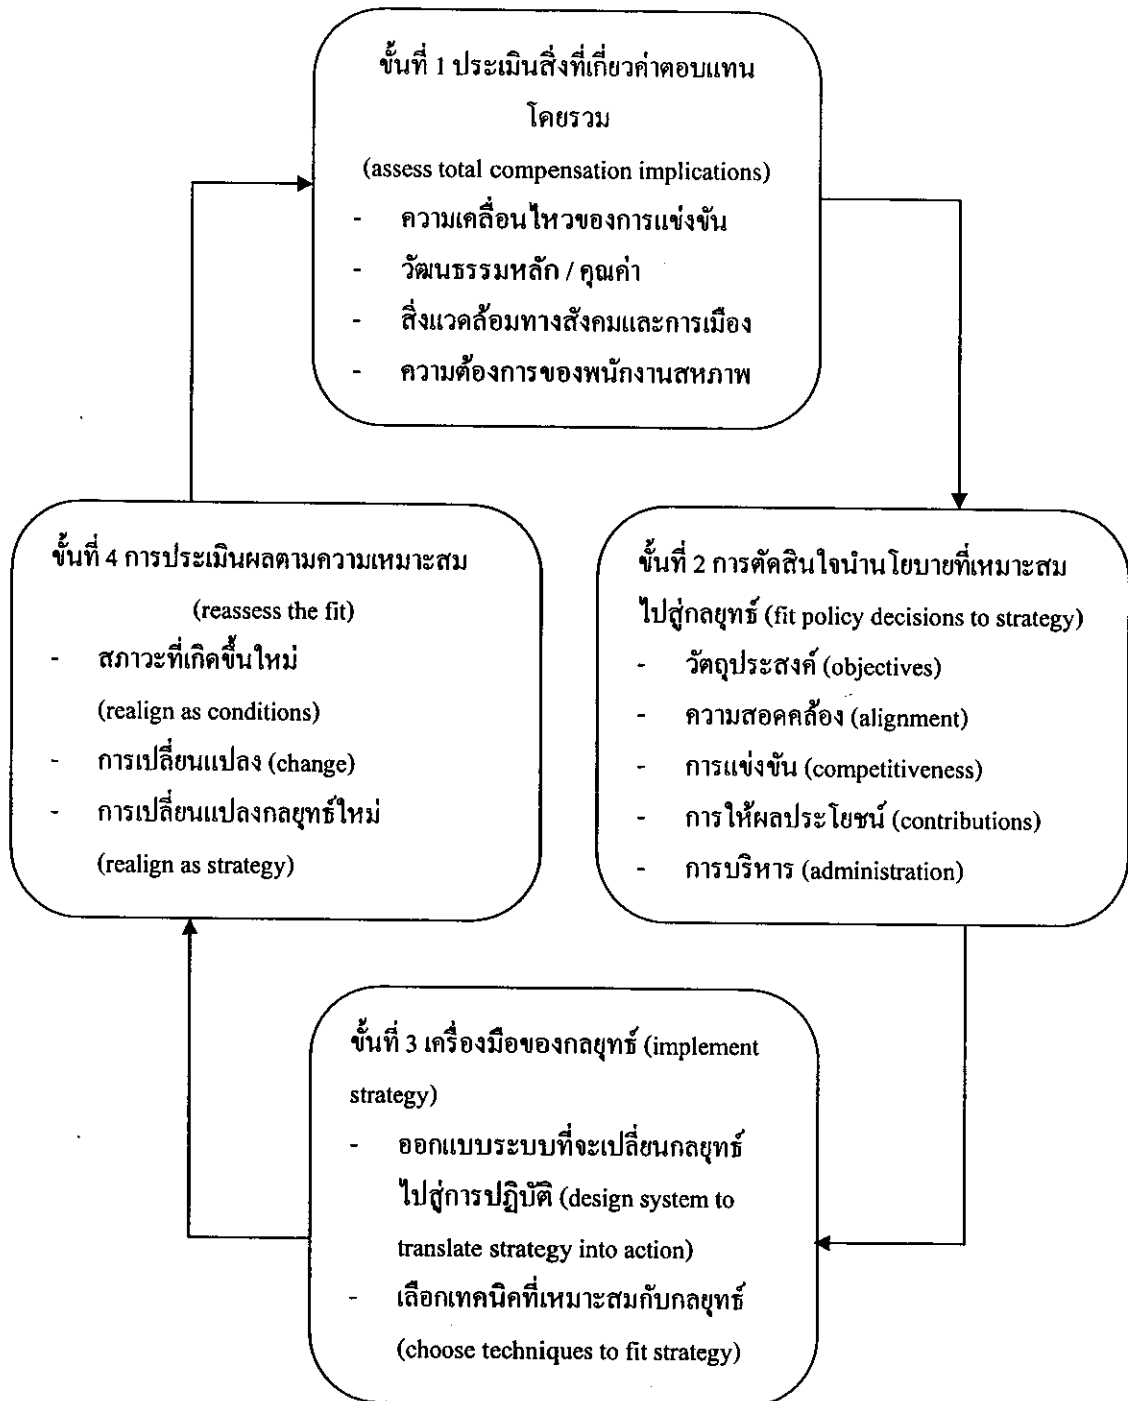 ขั้นที่ 1 ประเมินสิ่งที่เกี่ยวค่าตอบแทน
โดยรวม
(assess total compensation implications)
- ความเคลื่อนไหวของการแข่งขัน
- วัฒนธรรมหลัก / คุณค่า
- สิ่งแวดล้อมทางสังคมและการเมือง
- ความต้องการของพนักงานสหภาพ
ขั้นที่ 2 การตัดสินใจนำนโยบายที่เหมาะสม
ไปสู่กลยุทธ์ (fit policy decisions to strategy)
- วัตถุประสงค์ (objectives)
- ความสอดคล้อง (alignment)
- การแข่งขัน (competitiveness)
- การให้ผลประโยชน์ (contributions)
- การบริหาร (administration)
ขั้นที่ 3 เครื่องมือของกลยุทธ์ (implement
strategy)
- ออกแบบระบบที่จะเปลี่ยนกลยุทธ์
ไปสู่การปฏิบัติ (design system to
translate strategy into action)
- เลือกเทคนิคที่เหมาะสมกับกลยุทธ์
(choose techniques to fit strategy)
ขั้นที่ 4 การประเมินผลตามความเหมาะสม
(reassess the fit)
- สภาวะที่เกิดขึ้นใหม่
(realign as conditions)
- การเปลี่ยนแปลง (change)
- การเปลี่ยนแปลงกลยุทธ์ใหม่
(realign as strategy)